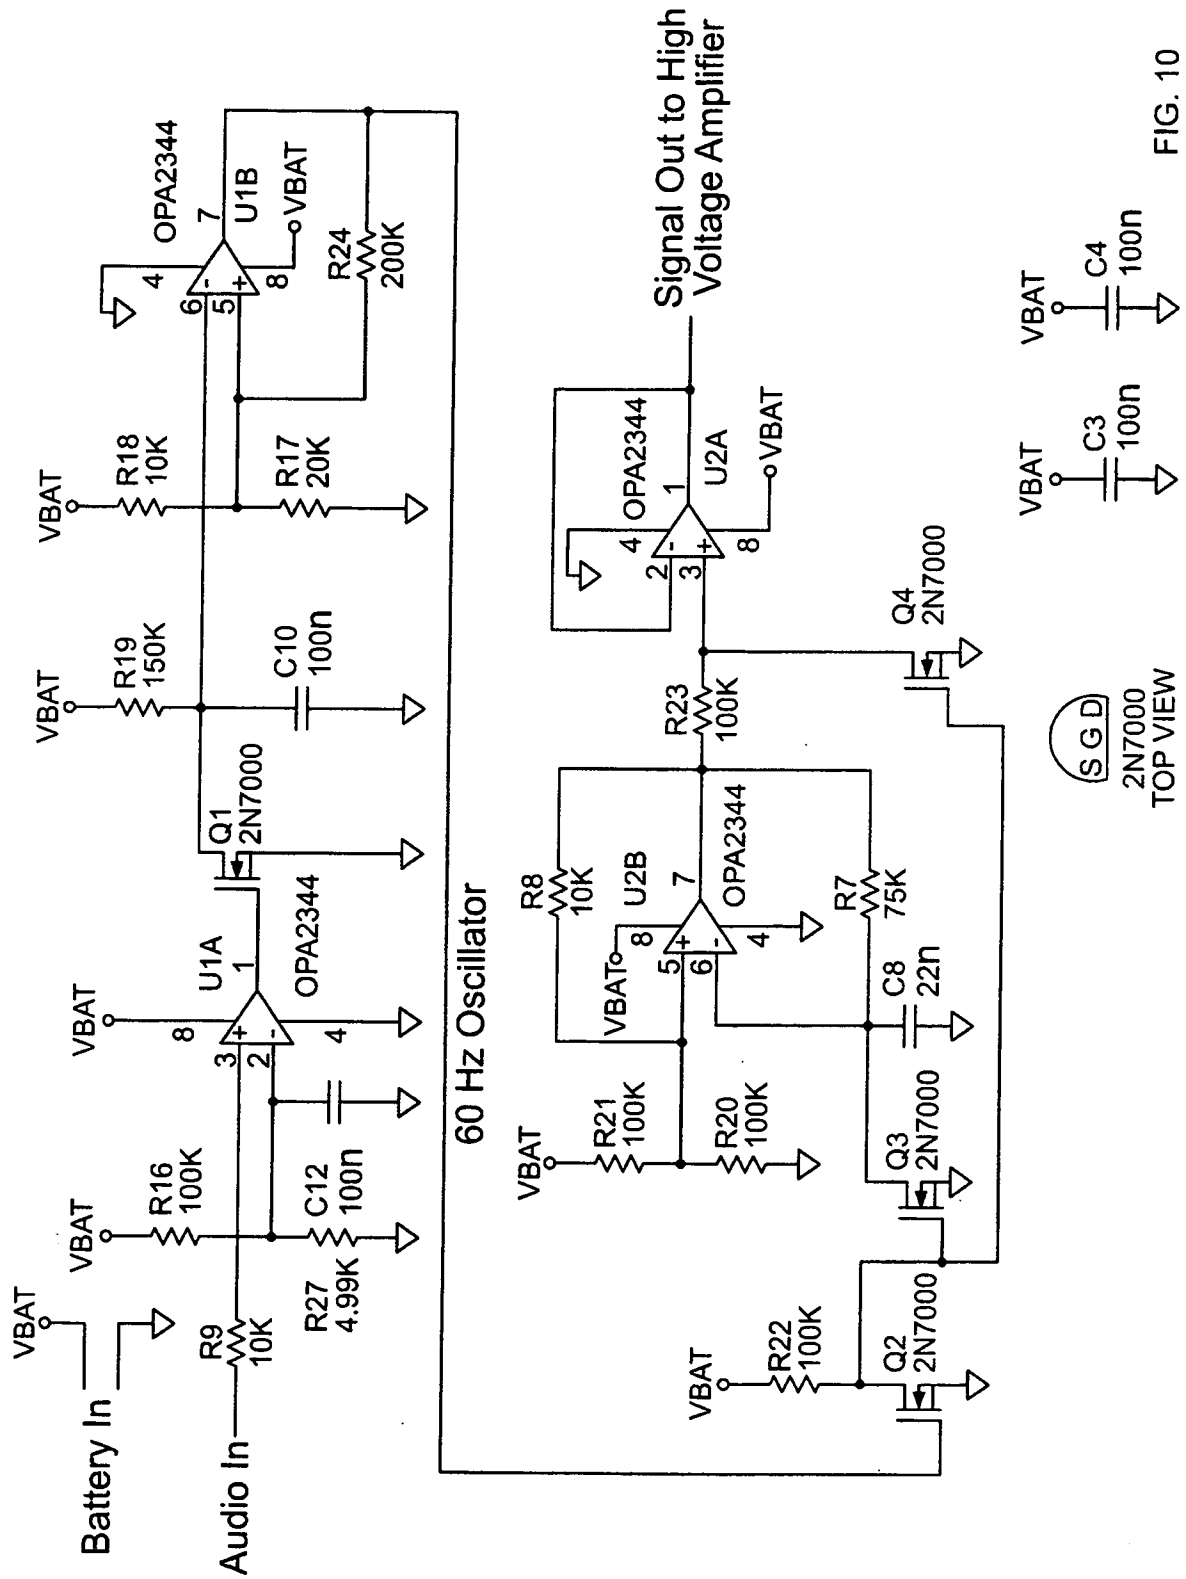 Battery In
VBAT
Audio In
R9
10K
VBAT
R16
100K
R27
4.99K
C12
100n
VBAT
8
3
+
2
-
4
U1A
1
OPA2344
Q1
2N7000
VBAT
R19
150K
C10
100n
VBAT
R18
10K
R17
20K
4
6
-
5
+
8
OPA2344
7
U1B
VBAT
R24
200K
60 Hz Oscillator
VBAT
R22
100K
Q2
2N7000
Q3
2N7000
VBAT
R21
100K
R20
100K
VBAT
8
5
+
6
-
4
R8
10K
U2B
7
OPA2344
R7
75K
C8
22n
R23
100K
Q4
2N7000
4
2
-
3
+
8
OPA2344
1
U2A
VBAT
Signal Out to High
Voltage Amplifier
S G D
2N7000
TOP VIEW
VBAT
C3
100n
VBAT
C4
100n
FIG. 10